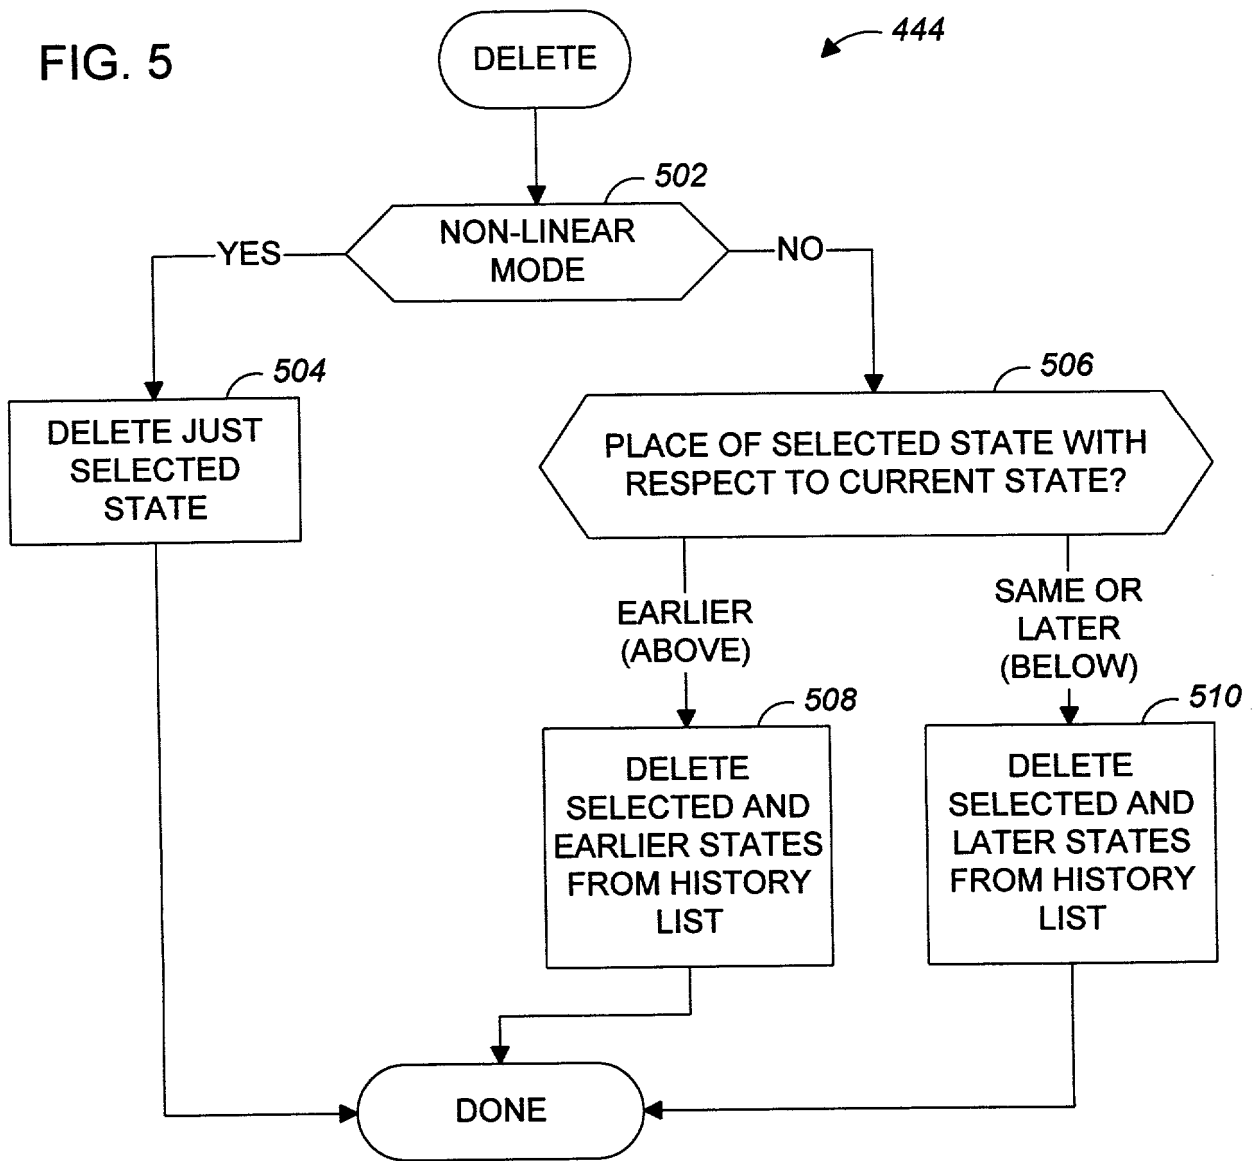 FIG. 5
DELETE
444
502
NON-LINEAR
MODE
YES
NO
504
DELETE JUST
SELECTED
STATE
506
PLACE OF SELECTED STATE WITH
RESPECT TO CURRENT STATE?
EARLIER
(ABOVE)
SAME OR
LATER
(BELOW)
508
DELETE
SELECTED AND
EARLIER STATES
FROM HISTORY
LIST
510
DELETE
SELECTED AND
LATER STATES
FROM HISTORY
LIST
DONE